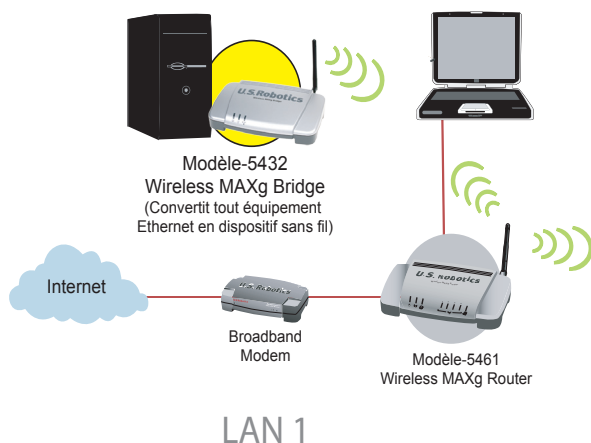 U.S.Robotics
Modèle-5432
Wireless MAXg Bridge
(Convertit tout équipement
Ethernet en dispositif sans fil)
Internet
U.S. Robotics
Broadband
Modem
U.S. Robotics
Modèle-5461
Wireless MAXg Router
LAN 1